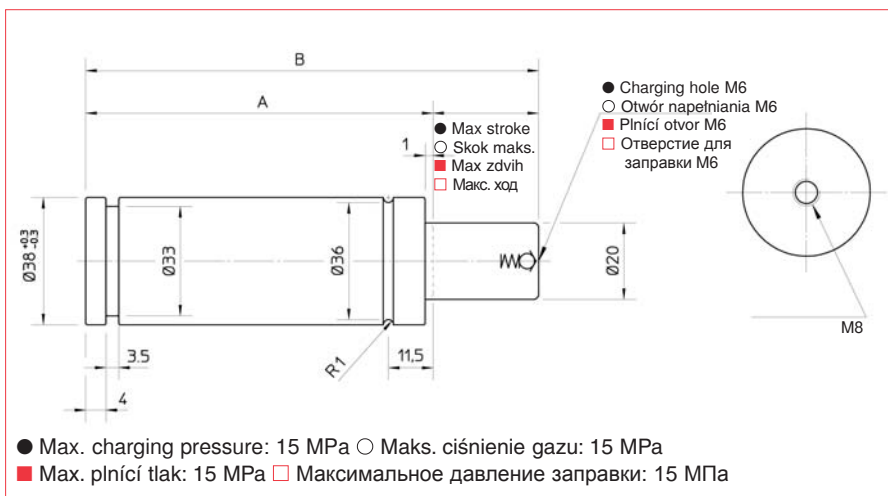 B
A
● Max stroke
○ Skok maks.
■ Max zdvih
□ Макс. ход
1
● Charging hole M6
○ Otwór napełniania M6
■ Plnící otvor M6
□ Отверстие для
заправки M6
Ø38 +0.3 -0.3
Ø33
Ø36
Ø20
M8
3.5
4
R1
11,5
● Max. charging pressure: 15 MPa ○ Maks. ciśnienie gazu: 15 MPa
■ Max. plnící tlak: 15 MPa □ Максимальное давление заправки: 15 МПа